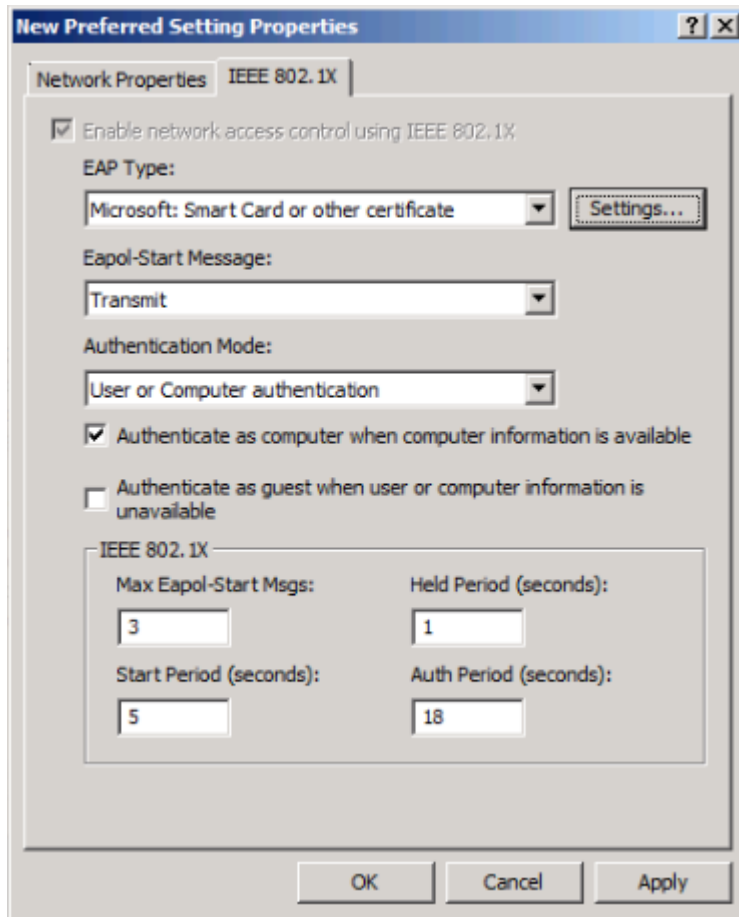 New Preferred Setting Properties
Network Properties IEEE 802.1X
Enable network access control using IEEE 802.1X
EAP Type:
Microsoft: Smart Card or other certificate Settings...
Eapol-Start Message:
Transmit
Authentication Mode:
User or Computer authentication
Authenticate as computer when computer information is available
Authenticate as guest when user or computer information is
unavailable
IEEE 802.1X
Max Eapol-Start Msgs: Held Period (seconds):
3 1
Start Period (seconds): Auth Period (seconds):
5 18
OK Cancel Apply